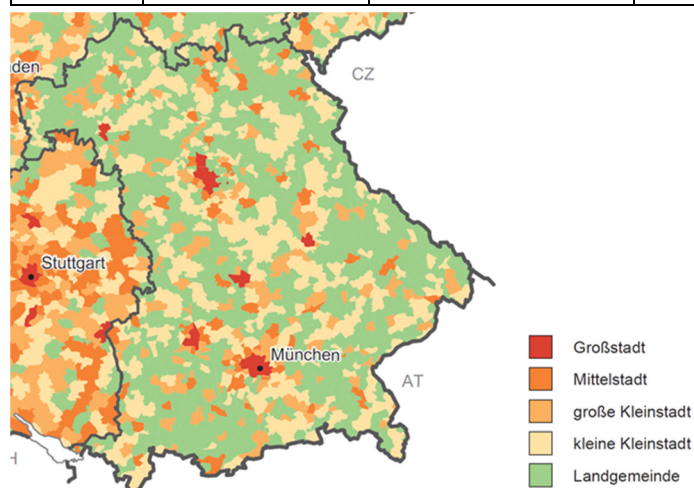 den
CZ
Stuttgart
München
AT
H
Großstadt
Mittelstadt
große Kleinstadt
kleine Kleinstadt
Landgemeinde